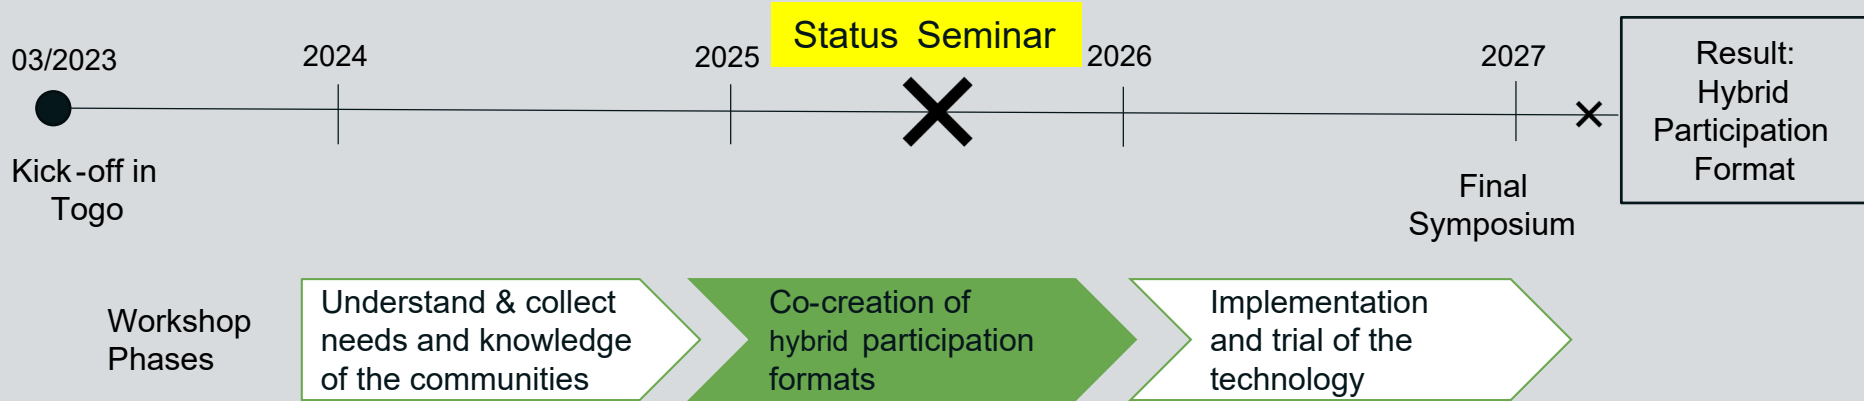 03/2023
2024
2025
Status Seminar
2026
2027
Kick-off in
Togo
Final
Symposium
Result:
Hybrid
Participation
Format
Workshop
Phases
Understand & collect
needs and knowledge
of the communities
Co-creation of
hybrid participation
formats
Implementation
and trial of the
technology